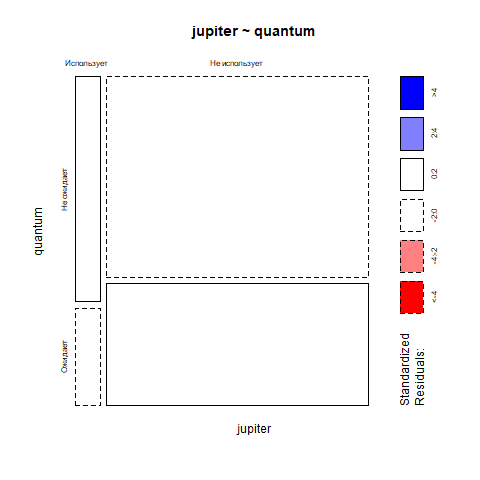 jupiter ~ quantum
Использует
Не использует
quantum
Не ожидает
Ожидает
jupiter
>4
2:4
0:2
-2:0
-4:-2
<-4
Standardized
Residuals: